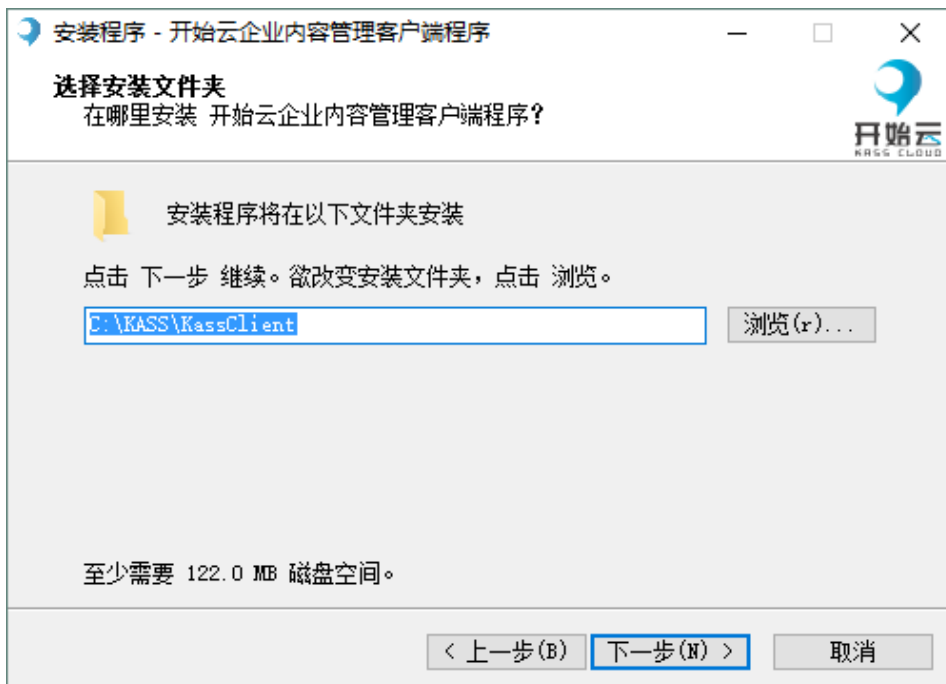 安装程序 - 开始云企业内容管理客户端程序
选择安装文件夹
在哪里安装 开始云企业内容管理客户端程序?
开始云
KASS CLOUD
安装程序将在以下文件夹安装
点击 下一步 继续。欲改变安装文件夹，点击 浏览。
C:\KASS\KassClient
浏览(r)...
至少需要 122.0 MB 磁盘空间。
< 上一步(B)
下一步(N) >
取消